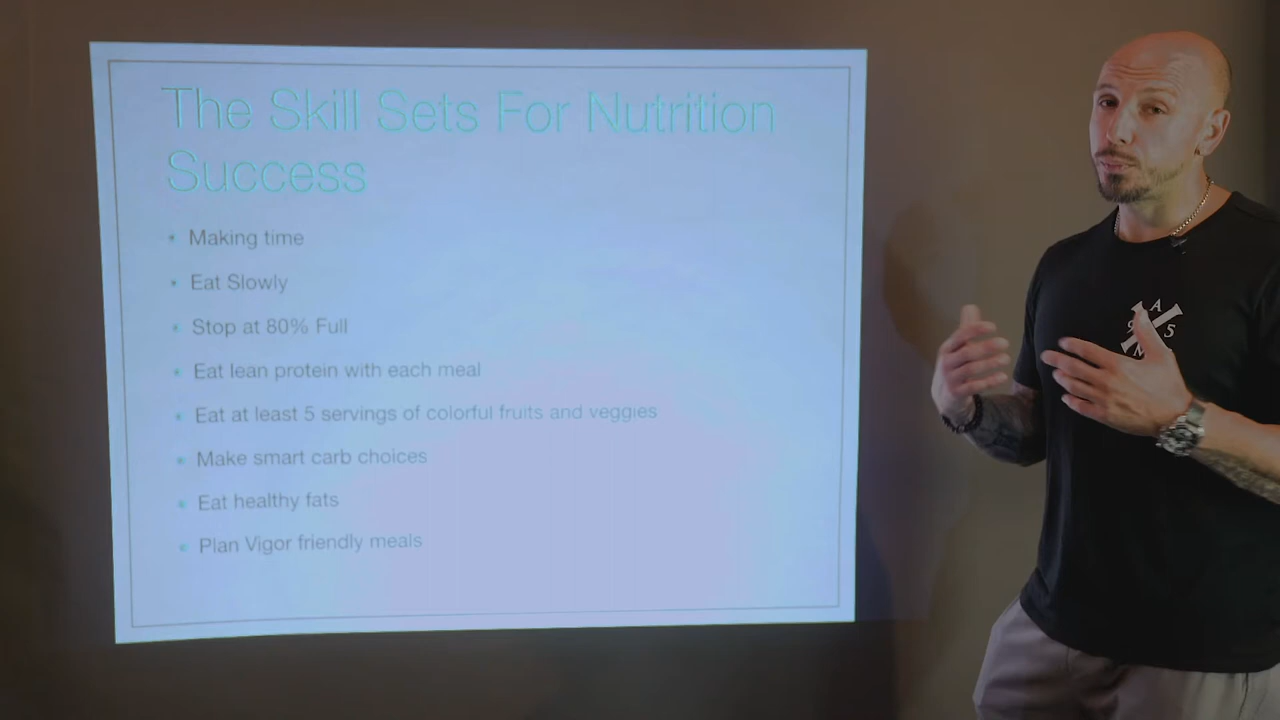 The Skill Sets For Nutrition
Success
Making time
Eat Slowly
Stop at 80% Full
Eat lean protein with each meal
Eat at least 5 servings of colorful fruits and veggies
Make smart carb choices
Eat healthy fats
Plan Vigor friendly meals
A
9 5
M